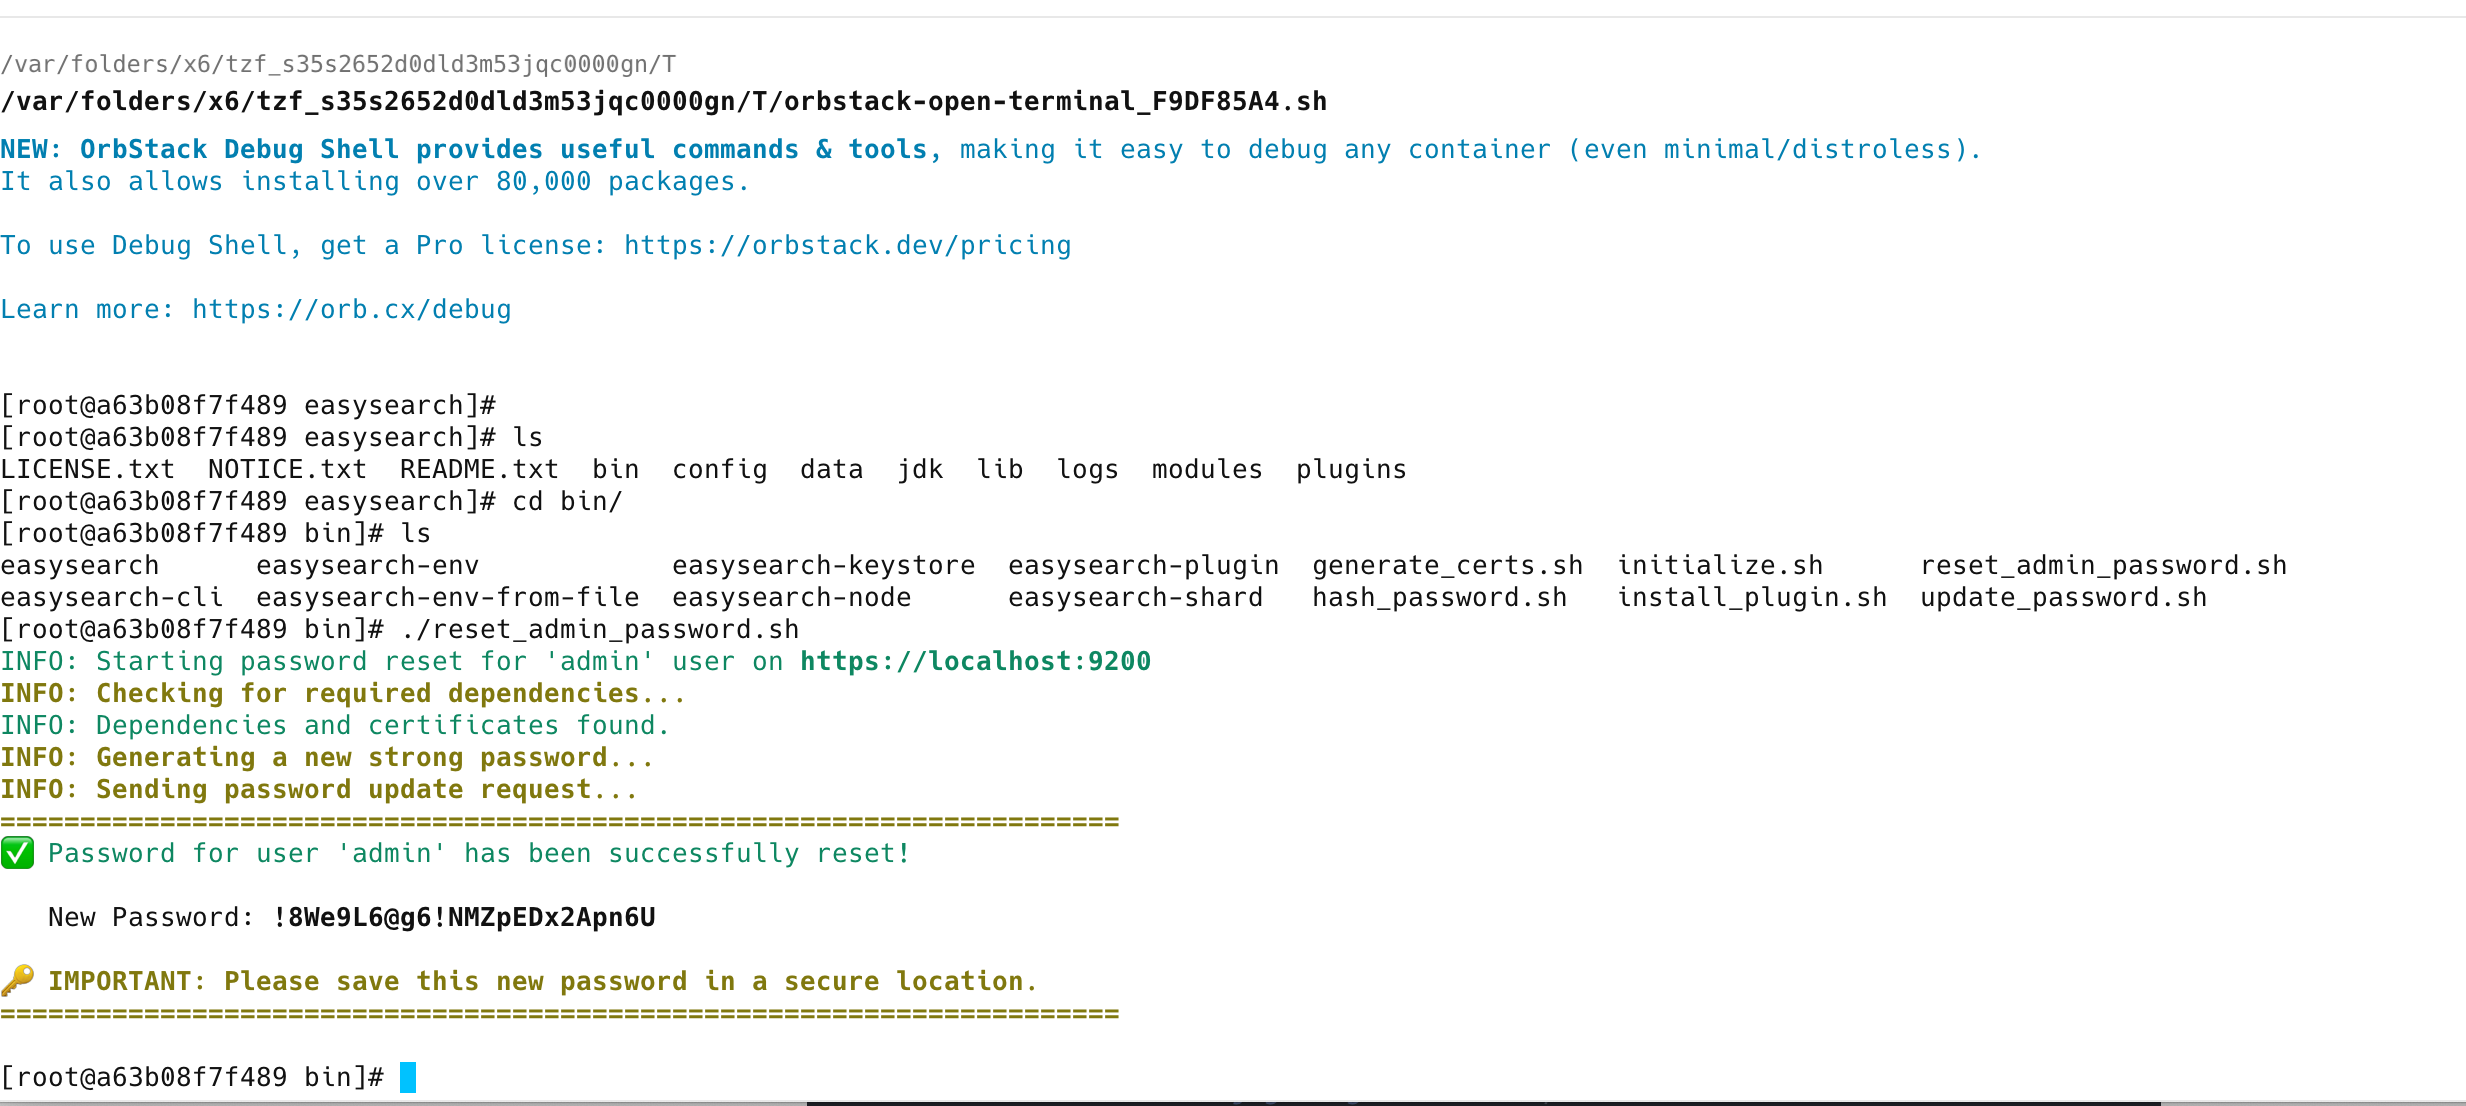 /var/folders/x6/tzf_s35s2652d0dld3m53jqc0000gn/T
/var/folders/x6/tzf_s35s2652d0dld3m53jqc0000gn/T/orbstack-open-terminal_F9DF85A4.sh
NEW: OrbStack Debug Shell provides useful commands & tools, making it easy to debug any container (even minimal/distroless).
It also allows installing over 80,000 packages.
To use Debug Shell, get a Pro license: https://orbstack.dev/pricing
Learn more: https://orb.cx/debug
[root@a63b08f7f489 easysearch]#
[root@a63b08f7f489 easysearch]# ls
LICENSE.txt  NOTICE.txt  README.txt  bin  config  data  jdk  lib  logs  modules  plugins
[root@a63b08f7f489 easysearch]# cd bin/
[root@a63b08f7f489 bin]# ls
easysearch      easysearch-env            easysearch-keystore  easysearch-plugin  generate_certs.sh  initialize.sh      reset_admin_password.sh
easysearch-cli  easysearch-env-from-file  easysearch-node      easysearch-shard   hash_password.sh   install_plugin.sh  update_password.sh
[root@a63b08f7f489 bin]# ./reset_admin_password.sh
INFO: Starting password reset for 'admin' user on https://localhost:9200
INFO: Checking for required dependencies...
INFO: Dependencies and certificates found.
INFO: Generating a new strong password...
INFO: Sending password update request...
======================================================================
✅ Password for user 'admin' has been successfully reset!
New Password: !8We9L6@g6!NMZpEDx2Apn6U
🔑 IMPORTANT: Please save this new password in a secure location.
======================================================================
[root@a63b08f7f489 bin]#